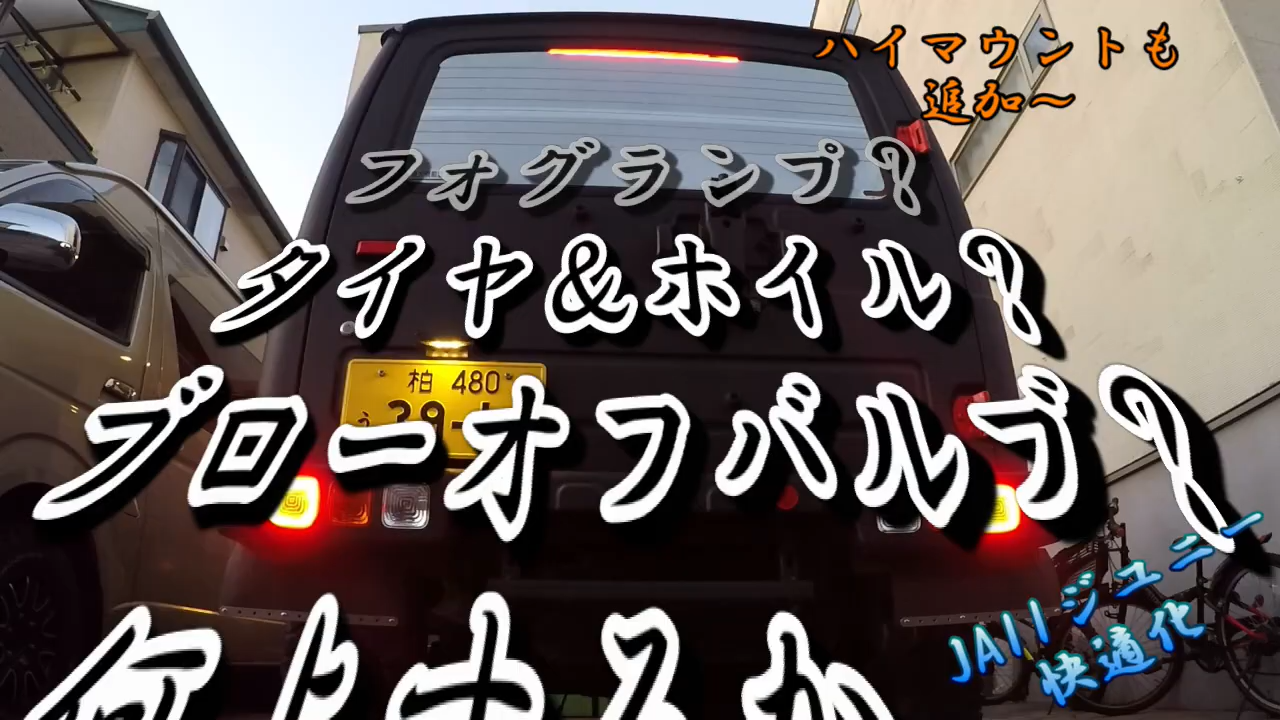 ハイマウントも
追加〜
フォグランプ?
タイヤ&ホイル?
ブローオフバルブ?
柏 480
JA11ジュニー
快適化